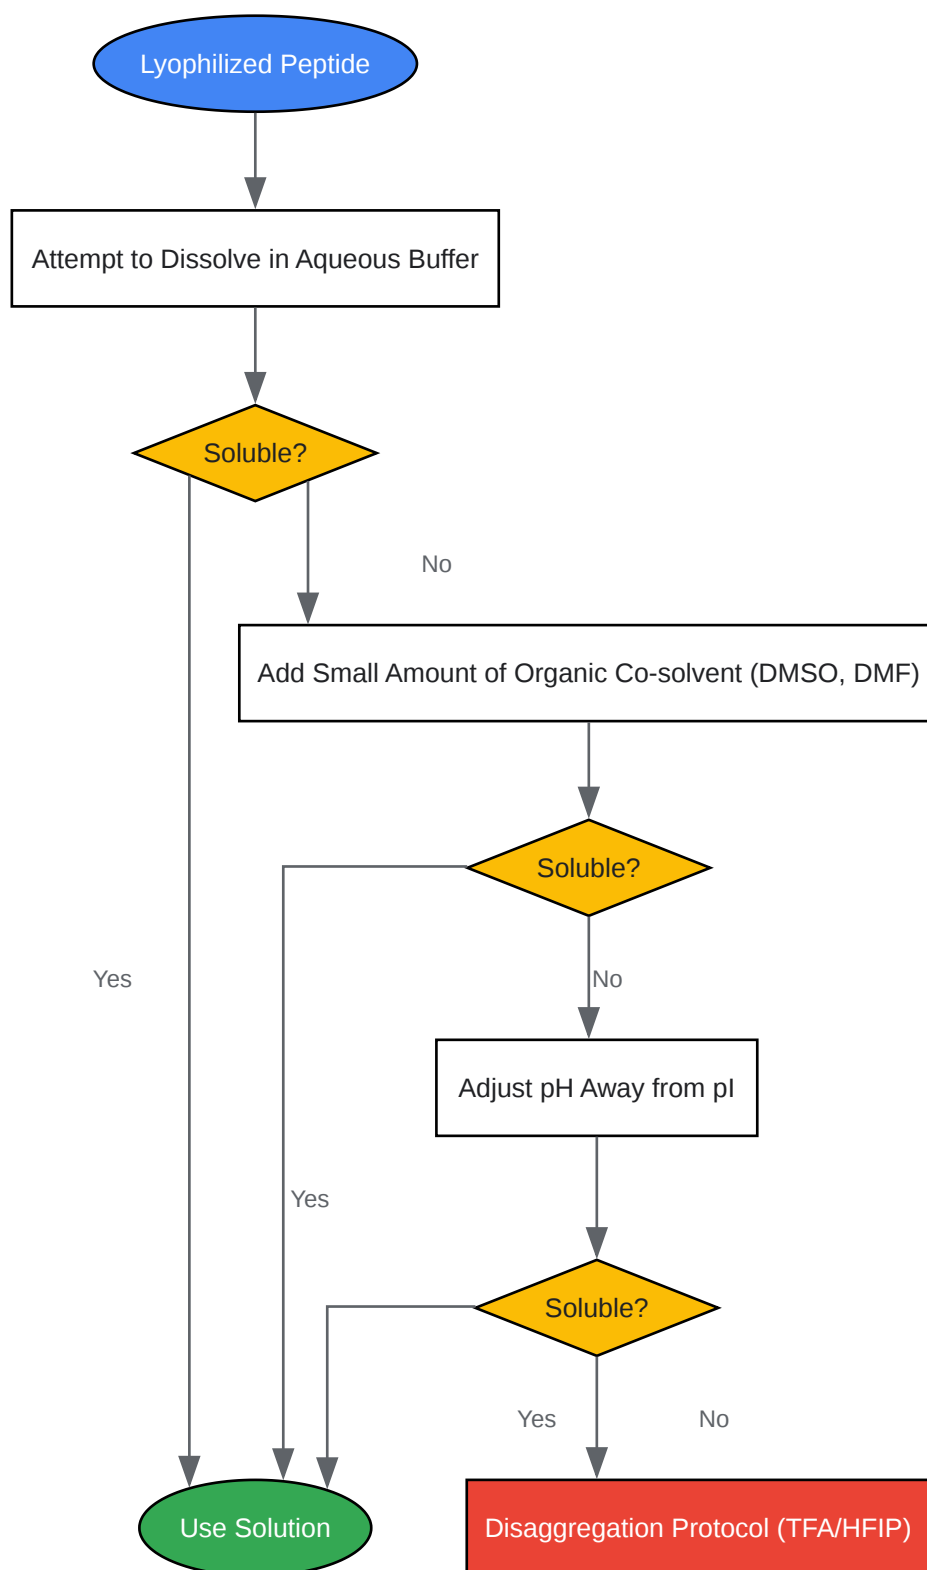 Lyophilized Peptide
Attempt to Dissolve in Aqueous Buffer
Soluble?
No
Add Small Amount of Organic Co-solvent (DMSO, DMF)
Soluble?
Yes
No
Adjust pH Away from pI
Yes
Soluble?
Yes
No
Use Solution
Disaggregation Protocol (TFA/HFIP)